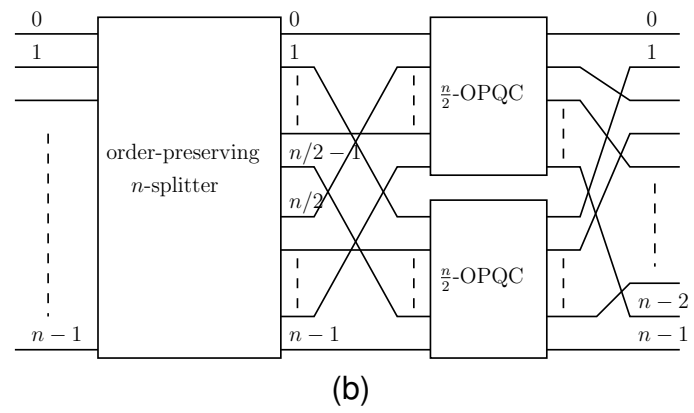 0
1
n − 1
order-preserving
n-splitter
0
1
n/2 − 1
n/2
n − 1
n/2-OPQC
n/2-OPQC
0
1
n − 2
n − 1
(b)